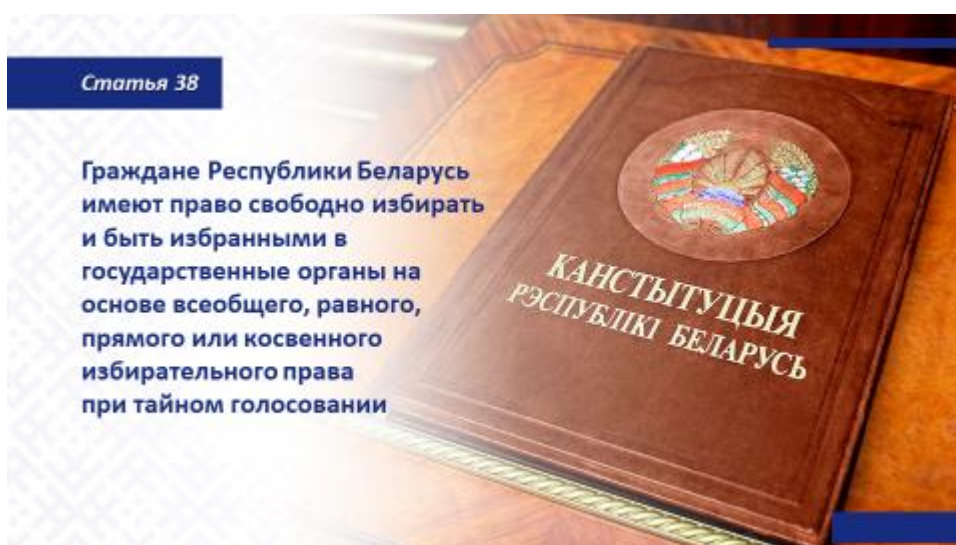 Статья 38
Граждане Республики Беларусь
имеют право свободно избирать
и быть избранными в
государственные органы на
основе всеобщего, равного,
прямого или косвенного
избирательного права
при тайном голосовании
КАНСТЫТУЦЫЯ
РЭСПУБЛІКІ БЕЛАРУСЬ